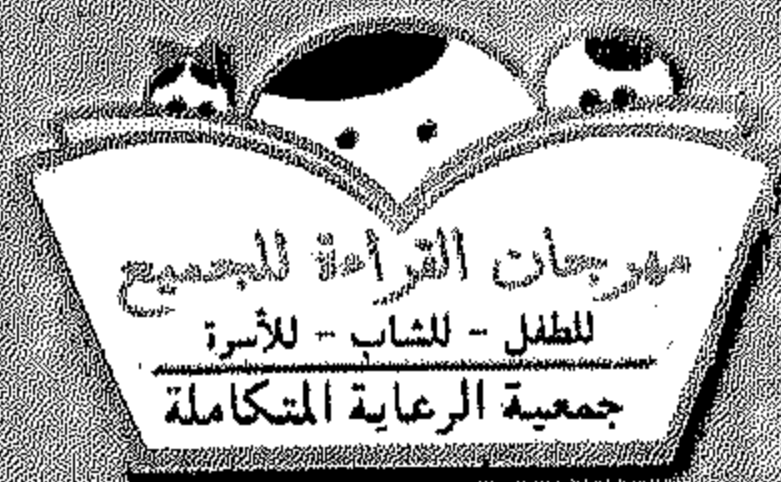 مهرجان القراءة للجميع
للطفل - للشاب - للأسرة
جمعية الرعاية المتكاملة